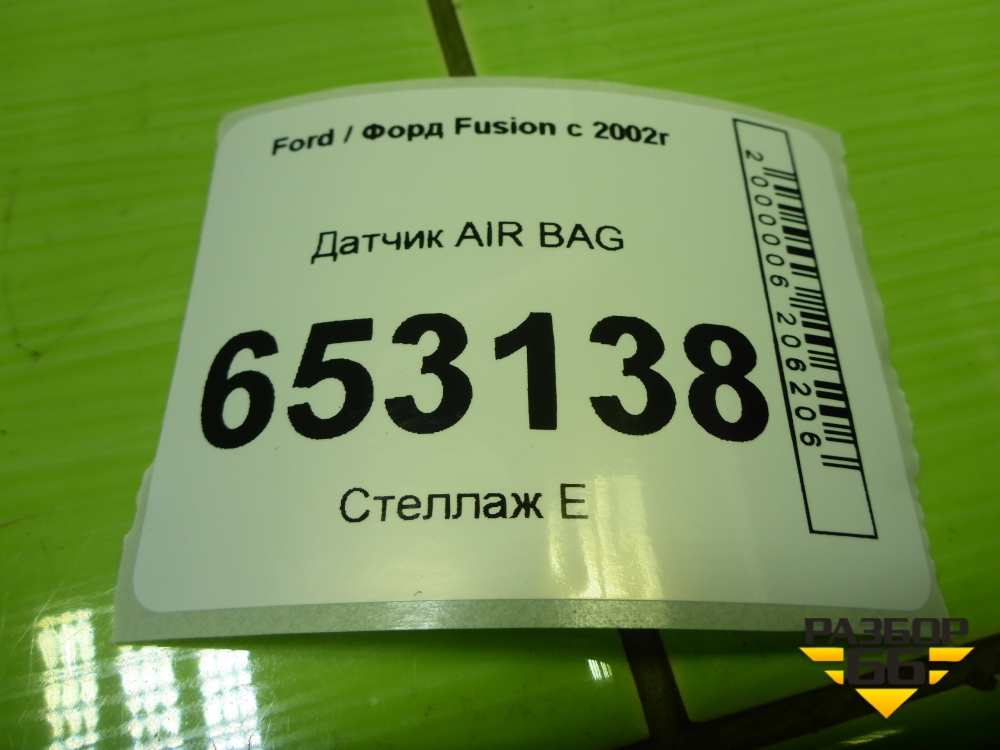 Ford / Форд Fusion с 2002г
Датчик AIR BAG
653138
Стеллаж Е
2000006206206
РАЗБОР
66